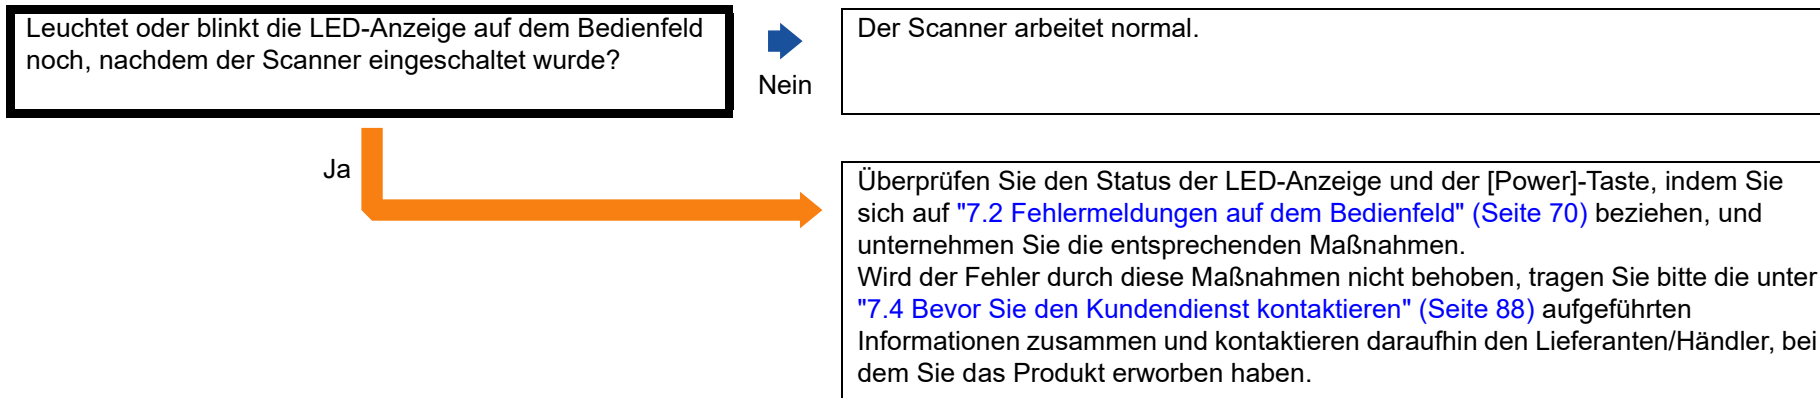 Leuchtet oder blinkt die LED-Anzeige auf dem Bedienfeld
noch, nachdem der Scanner eingeschaltet wurde?
Nein
Der Scanner arbeitet normal.
Ja
Überprüfen Sie den Status der LED-Anzeige und der [Power]-Taste, indem Sie
sich auf "7.2 Fehlermeldungen auf dem Bedienfeld" (Seite 70) beziehen, und
unternehmen Sie die entsprechenden Maßnahmen.
Wird der Fehler durch diese Maßnahmen nicht behoben, tragen Sie bitte die unter
"7.4 Bevor Sie den Kundendienst kontaktieren" (Seite 88) aufgeführten
Informationen zusammen und kontaktieren daraufhin den Lieferanten/Händler, bei
dem Sie das Produkt erworben haben.